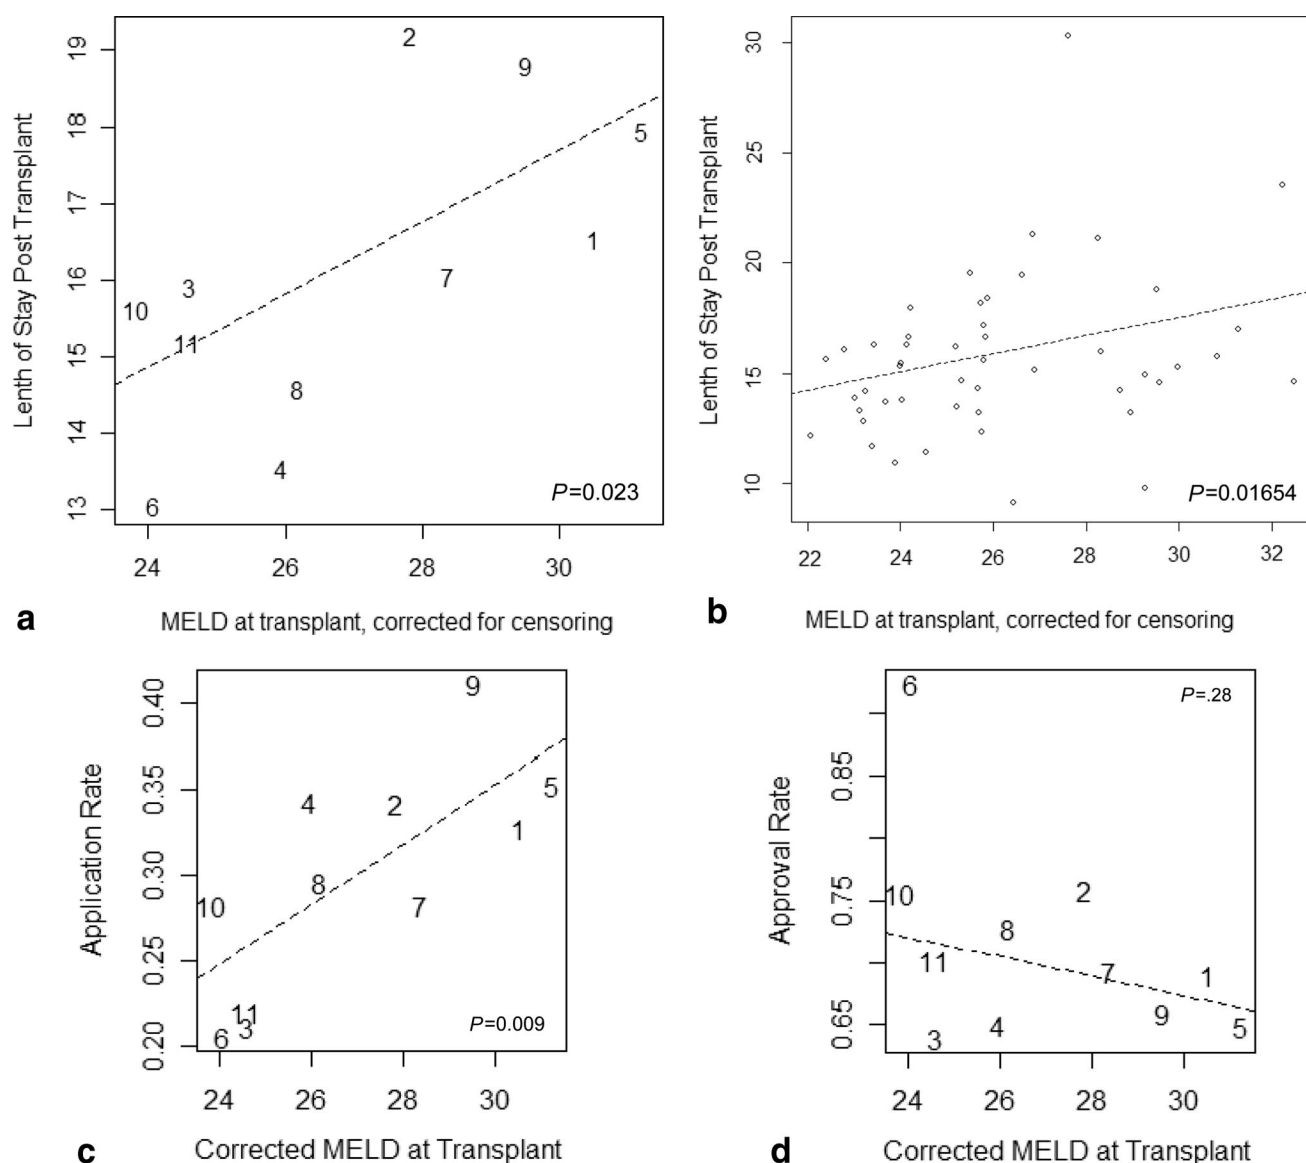 19
18
17
16
15
14
13
Lenth of Stay Post Transplant
2
9
5
1
7
3
10
11
8
4
6
P=0.023
24 26 28 30
a
MELD at transplant, corrected for censoring
30
25
20
15
10
Lenth of Stay Post Transplant
P=0.01654
22 24 26 28 30 32
b
MELD at transplant, corrected for censoring
0.40
0.35
0.30
0.25
0.20
Application Rate
9
5
4
2
1
8
10
7
11
3
6
P=0.009
24 26 28 30
c
Corrected MELD at Transplant
0.85
0.75
0.65
Approval Rate
6
P=.28
10
2
8
11
7
1
9
4
5
3
24 26 28 30
d
Corrected MELD at Transplant